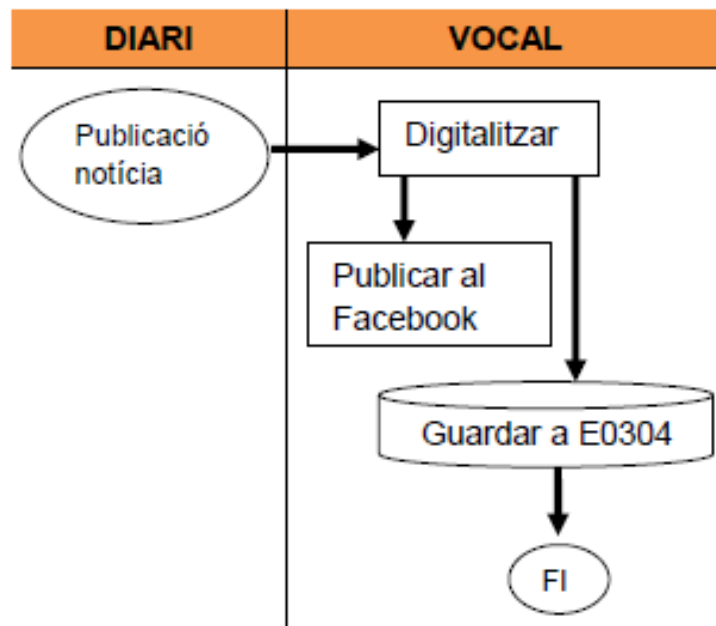 DIARI
VOCAL
Publicació
notícia
Digitalitzar
Publicar al
Facebook
Guardar a E0304
FI